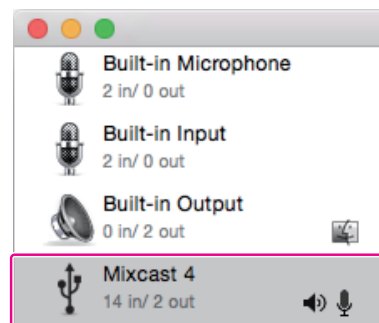 Built-in Microphone
2 in/ 0 out
Built-in Input
2 in/ 0 out
Built-in Output
0 in/ 2 out
Mixcast 4
14 in/ 2 out